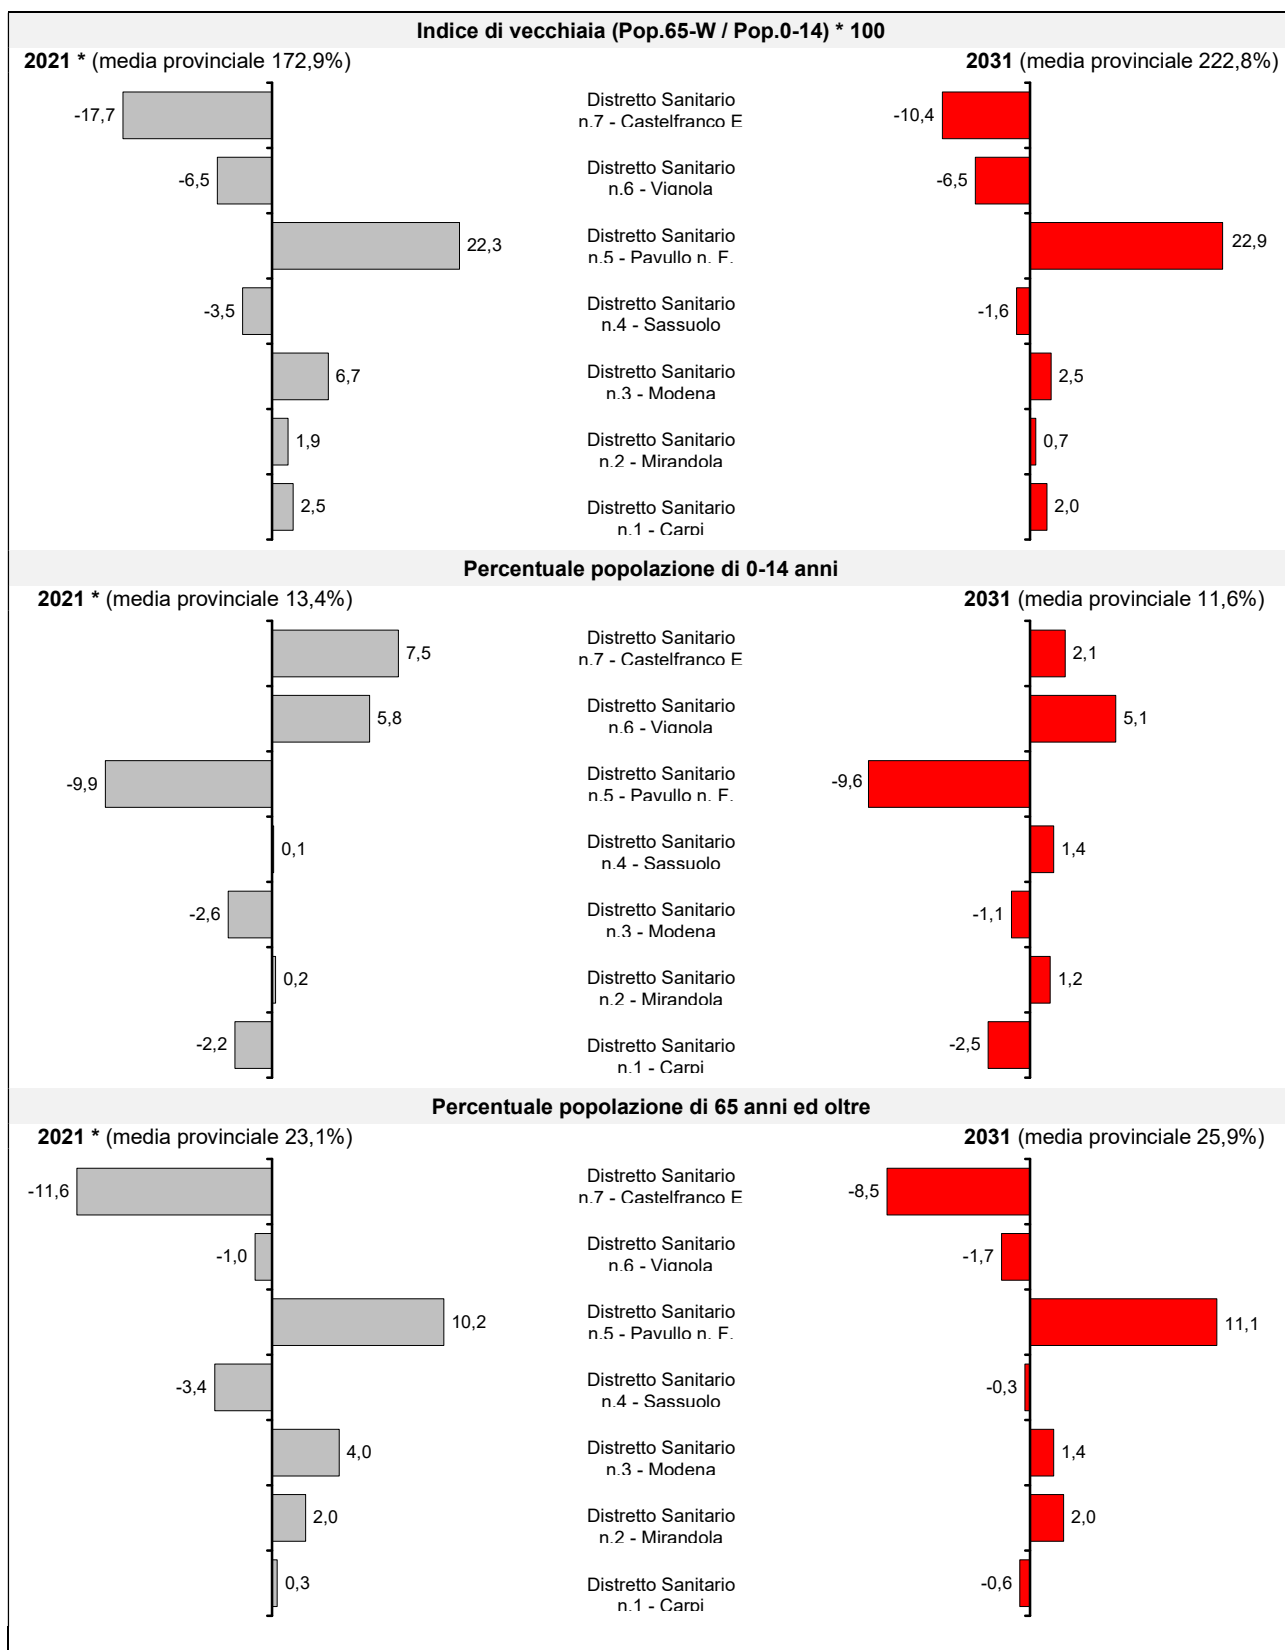 Indice di vecchiaia (Pop.65-W / Pop.0-14) * 100
2021 * (media provinciale 172,9%)
2031 (media provinciale 222,8%)
-17,7
Distretto Sanitario
n.7 - Castelfranco E
-10,4
-6,5
Distretto Sanitario
n.6 - Vignola
-6,5
22,3
Distretto Sanitario
n.5 - Pavullo n. F.
22,9
-3,5
Distretto Sanitario
n.4 - Sassuolo
-1,6
6,7
Distretto Sanitario
n.3 - Modena
2,5
1,9
Distretto Sanitario
n.2 - Mirandola
0,7
2,5
Distretto Sanitario
n.1 - Carpi
2,0
Percentuale popolazione di 0-14 anni
2021 * (media provinciale 13,4%)
2031 (media provinciale 11,6%)
7,5
Distretto Sanitario
n.7 - Castelfranco E
2,1
5,8
Distretto Sanitario
n.6 - Vignola
5,1
-9,9
Distretto Sanitario
n.5 - Pavullo n. F.
-9,6
0,1
Distretto Sanitario
n.4 - Sassuolo
1,4
-2,6
Distretto Sanitario
n.3 - Modena
-1,1
0,2
Distretto Sanitario
n.2 - Mirandola
1,2
-2,2
Distretto Sanitario
n.1 - Carpi
-2,5
Percentuale popolazione di 65 anni ed oltre
2021 * (media provinciale 23,1%)
2031 (media provinciale 25,9%)
-11,6
Distretto Sanitario
n.7 - Castelfranco E
-8,5
-1,0
Distretto Sanitario
n.6 - Vignola
-1,7
10,2
Distretto Sanitario
n.5 - Pavullo n. F.
11,1
-3,4
Distretto Sanitario
n.4 - Sassuolo
-0,3
4,0
Distretto Sanitario
n.3 - Modena
1,4
2,0
Distretto Sanitario
n.2 - Mirandola
2,0
0,3
Distretto Sanitario
n.1 - Carpi
-0,6